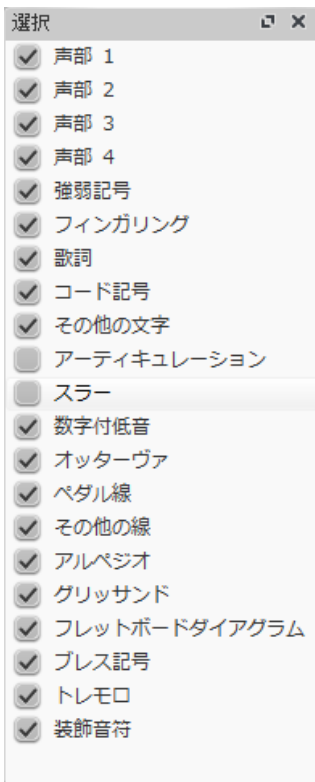 選択
声部 1
声部 2
声部 3
声部 4
強弱記号
フィンガリング
歌詞
コード記号
その他の文字
アーティキュレーション
スラー
数字付低音
オッターヴァ
ペダル線
その他の線
アルペジオ
グリッサンド
フレットボードダイアグラム
ブレス記号
トレモロ
装飾音符